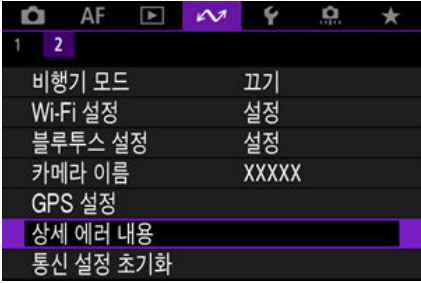 AF
1 2
비행기 모드 끄기
Wi-Fi 설정 설정
블루투스 설정 설정
카메라 이름 XXXXX
GPS 설정
상세 에러 내용
통신 설정 초기화